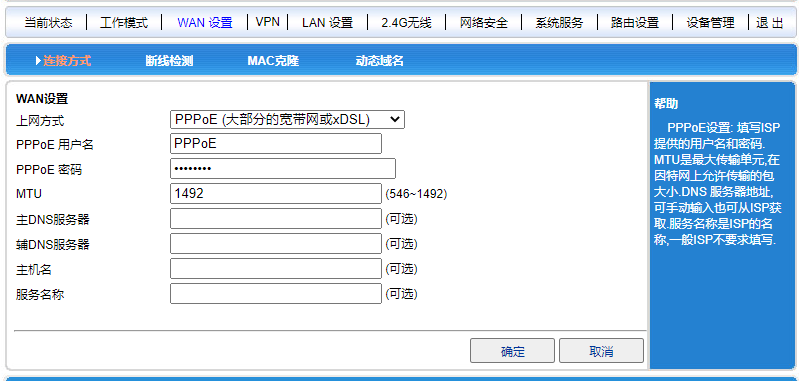 当前状态 工作模式 WAN 设置 VPN LAN 设置 2.4G无线 网络安全 系统服务 路由设置 设备管理 退 出
连接方式 断线检测 MAC克隆 动态域名
WAN设置
上网方式 PPPoE (大部分的宽带网或xDSL)
PPPoE 用户名 PPPoE
PPPoE 密码 ••••••••
MTU 1492 (546~1492)
主DNS服务器 (可选)
辅DNS服务器 (可选)
主机名 (可选)
服务名称 (可选)
确定 取消
帮助
PPPoE设置: 填写ISP
提供的用户名和密码.
MTU是最大传输单元,在
因特网上允许传输的包
大小.DNS 服务器地址,
可手动输入也可从ISP获
取.服务名称是ISP的名
称,一般ISP不要求填写.